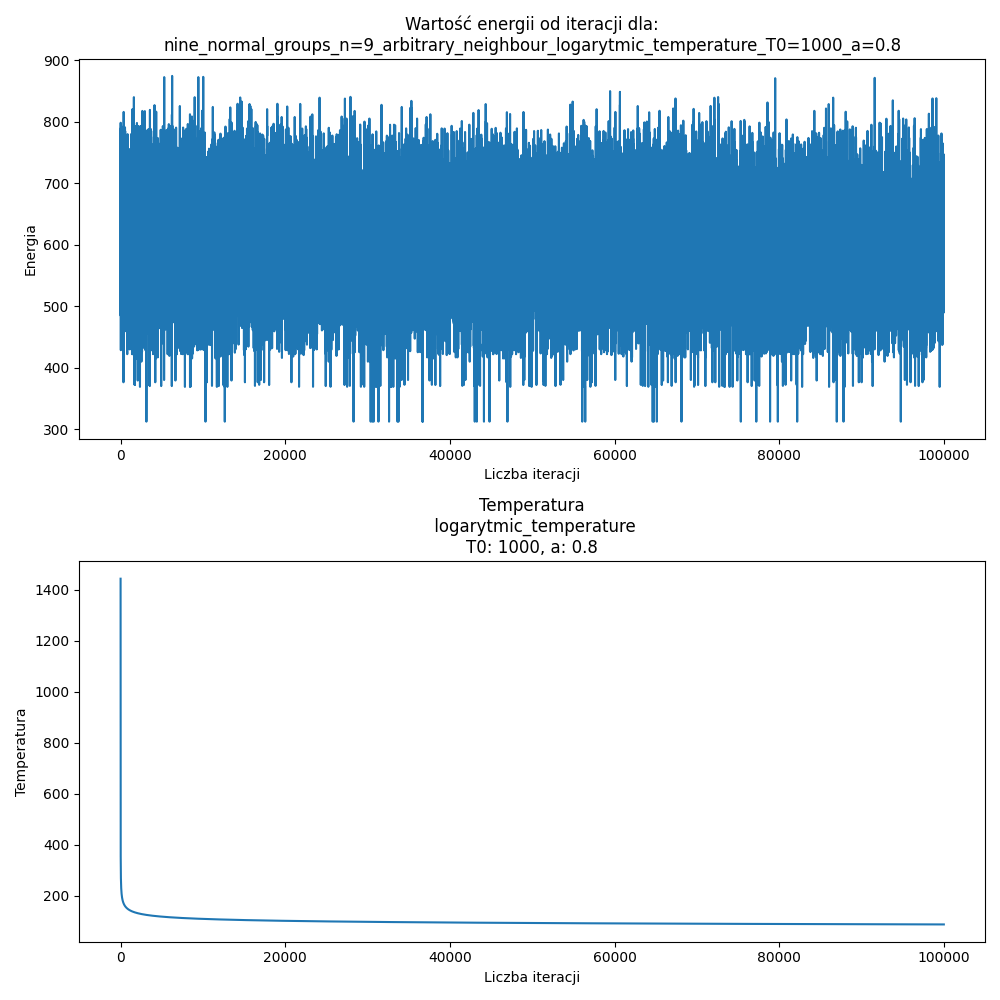 Wartość energii od iteracji dla:
nine_normal_groups_n=9_arbitrary_neighbour_logarytmic_temperature_T0=1000_a=0.8
900
800
700
600
500
400
300
Energia
0 20000 40000 60000 80000 100000
Liczba iteracji
Temperatura
logarytmic_temperature
T0: 1000, a: 0.8
1400
1200
1000
800
600
400
200
Temperatura
0 20000 40000 60000 80000 100000
Liczba iteracji